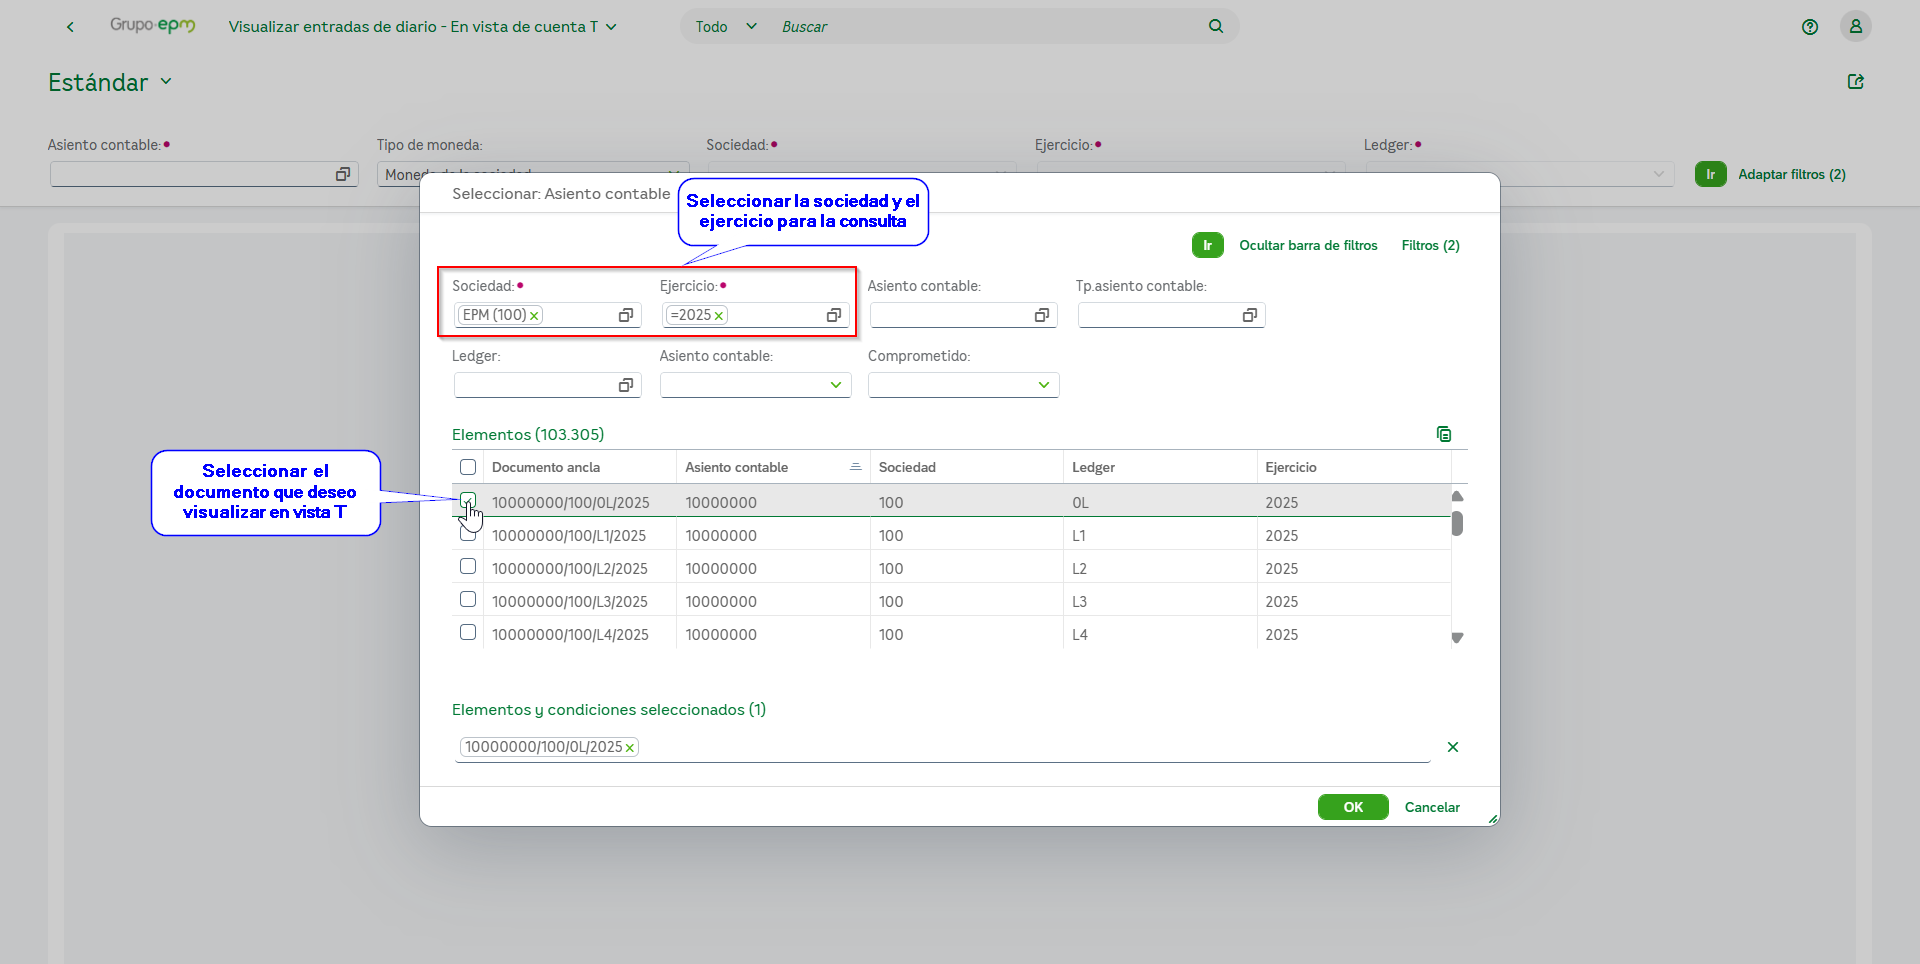 Grupo·epm
Visualizar entradas de diario - En vista de cuenta T
Todo
Buscar
Estándar
Asiento contable:
Tipo de moneda:
Sociedad:
Ejercicio:
Ledger:
Moneda de la sociedad
Ir
Adaptar filtros (2)
Seleccionar: Asiento contable
Seleccionar la sociedad y el
ejercicio para la consulta
Ir
Ocultar barra de filtros
Filtros (2)
Sociedad:
Ejercicio:
Asiento contable:
Tp.asiento contable:
EPM (100)
=2025
Ledger:
Asiento contable:
Comprometido:
Elementos (103.305)
Seleccionar el
documento que deseo
visualizar en vista T
Documento ancla Asiento contable Sociedad Ledger Ejercicio
10000000/100/0L/2025 10000000 100 0L 2025
10000000/100/L1/2025 10000000 100 L1 2025
10000000/100/L2/2025 10000000 100 L2 2025
10000000/100/L3/2025 10000000 100 L3 2025
10000000/100/L4/2025 10000000 100 L4 2025
Elementos y condiciones seleccionados (1)
10000000/100/0L/2025
OK
Cancelar